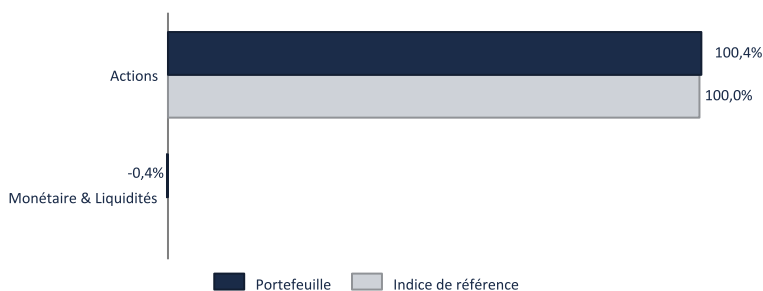 100,4%
Actions
100,0%
-0,4%
Monétaire & Liquidités
Portefeuille
Indice de référence